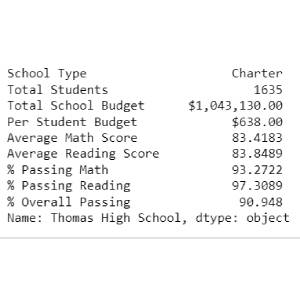 School Type Charter
Total Students 1635
Total School Budget $1,043,130.00
Per Student Budget $638.00
Average Math Score 83.4183
Average Reading Score 83.8489
% Passing Math 93.2722
% Passing Reading 97.3089
% Overall Passing 90.948
Name: Thomas High School, dtype: object